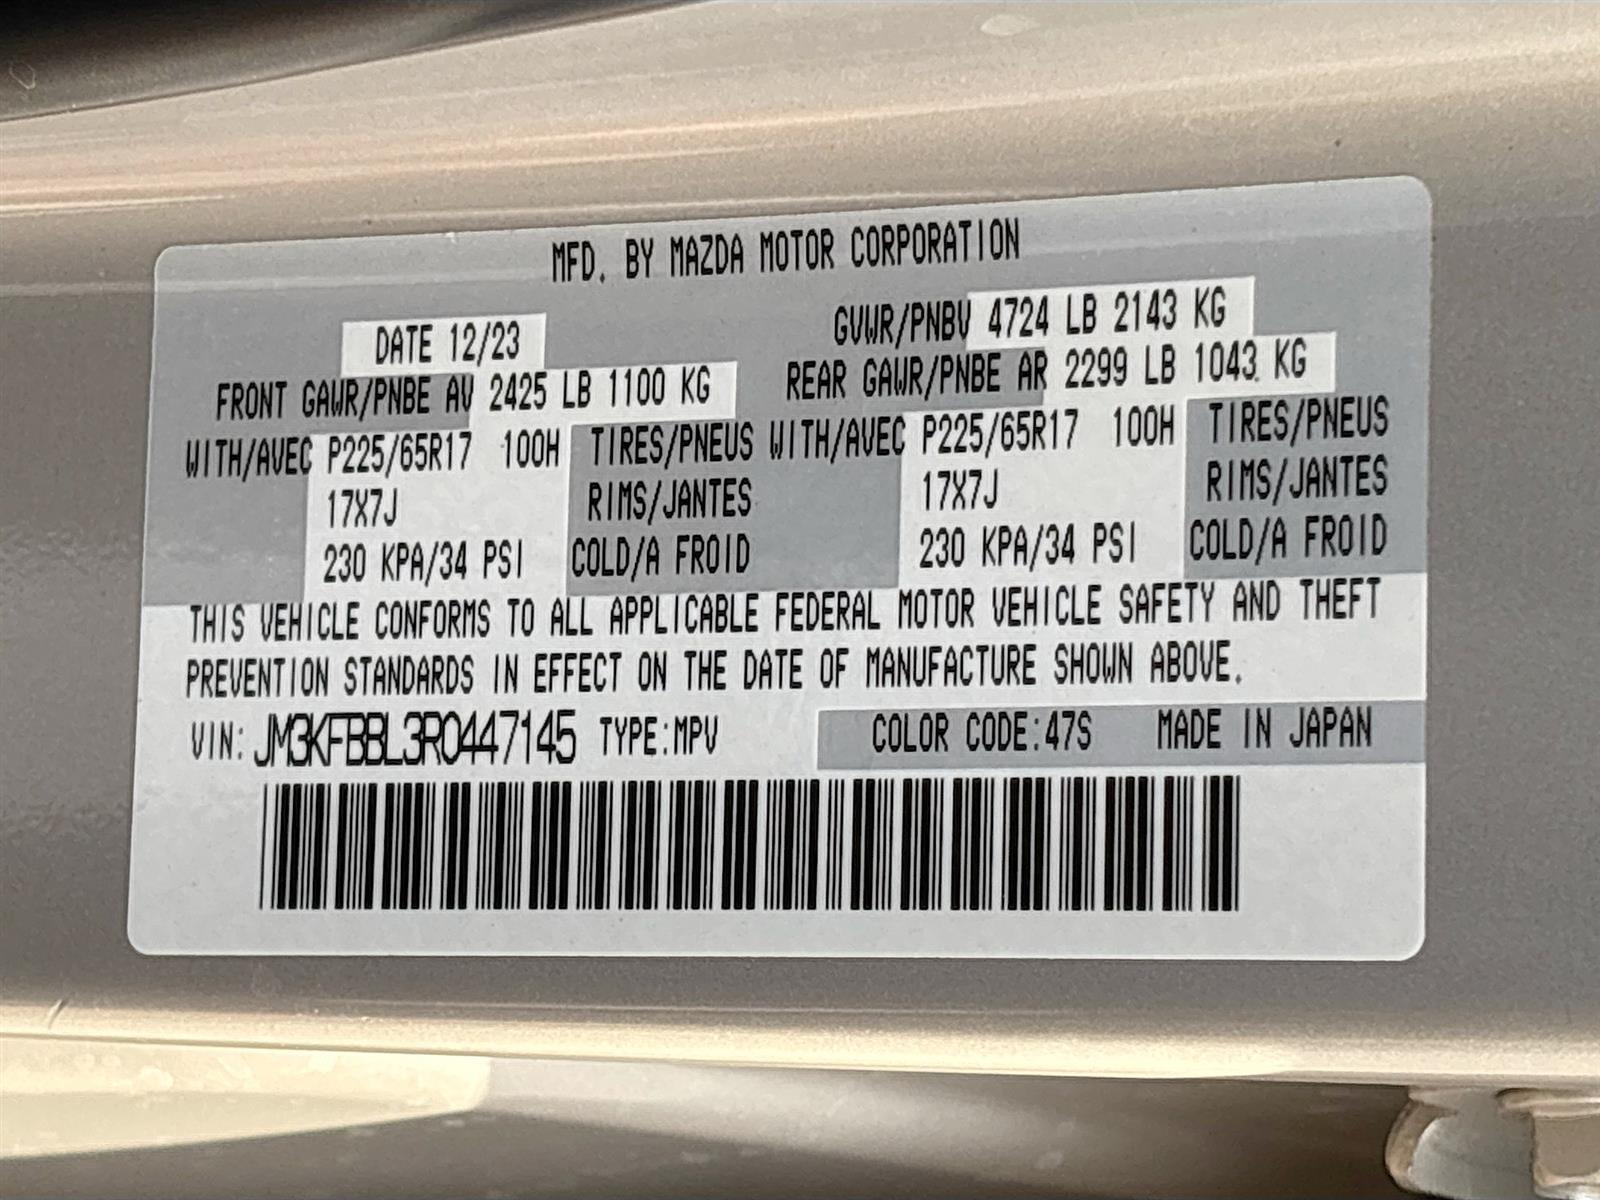 MFD. BY MAZDA MOTOR CORPORATION
DATE 12/23 GVWR/PNBV 4724 LB 2143 KG
FRONT GAWR/PNBE AV 2425 LB 1100 KG REAR GAWR/PNBE AR 2299 LB 1043 KG
WITH/AVEC P225/65R17 100H TIRES/PNEUS WITH/AVEC P225/65R17 100H TIRES/PNEUS
17X7J RIMS/JANTES 17X7J RIMS/JANTES
230 KPA/34 PSI COLD/A FROID 230 KPA/34 PSI COLD/A FROID
THIS VEHICLE CONFORMS TO ALL APPLICABLE FEDERAL MOTOR VEHICLE SAFETY AND THEFT
PREVENTION STANDARDS IN EFFECT ON THE DATE OF MANUFACTURE SHOWN ABOVE.
VIN: JM3KFBBL3R0447145 TYPE:MPV COLOR CODE:47S MADE IN JAPAN